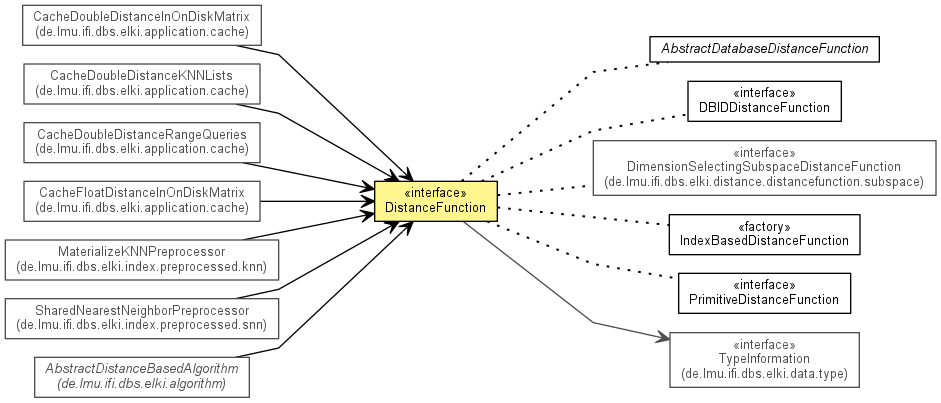 CacheDoubleDistanceInOnDiskMatrix
(de.lmu.ifi.dbs.elki.application.cache)
CacheDoubleDistanceKNNLists
(de.lmu.ifi.dbs.elki.application.cache)
CacheDoubleDistanceRangeQueries
(de.lmu.ifi.dbs.elki.application.cache)
CacheFloatDistanceInOnDiskMatrix
(de.lmu.ifi.dbs.elki.application.cache)
MaterializeKNNPreprocessor
(de.lmu.ifi.dbs.elki.index.preprocessed.knn)
SharedNearestNeighborPreprocessor
(de.lmu.ifi.dbs.elki.index.preprocessed.snn)
AbstractDistanceBasedAlgorithm
(de.lmu.ifi.dbs.elki.algorithm)
«interface»
DistanceFunction
AbstractDatabaseDistanceFunction
«interface»
DBIDDistanceFunction
«interface»
DimensionSelectingSubspaceDistanceFunction
(de.lmu.ifi.dbs.elki.distance.distancefunction.subspace)
«factory»
IndexBasedDistanceFunction
«interface»
PrimitiveDistanceFunction
«interface»
TypeInformation
(de.lmu.ifi.dbs.elki.data.type)